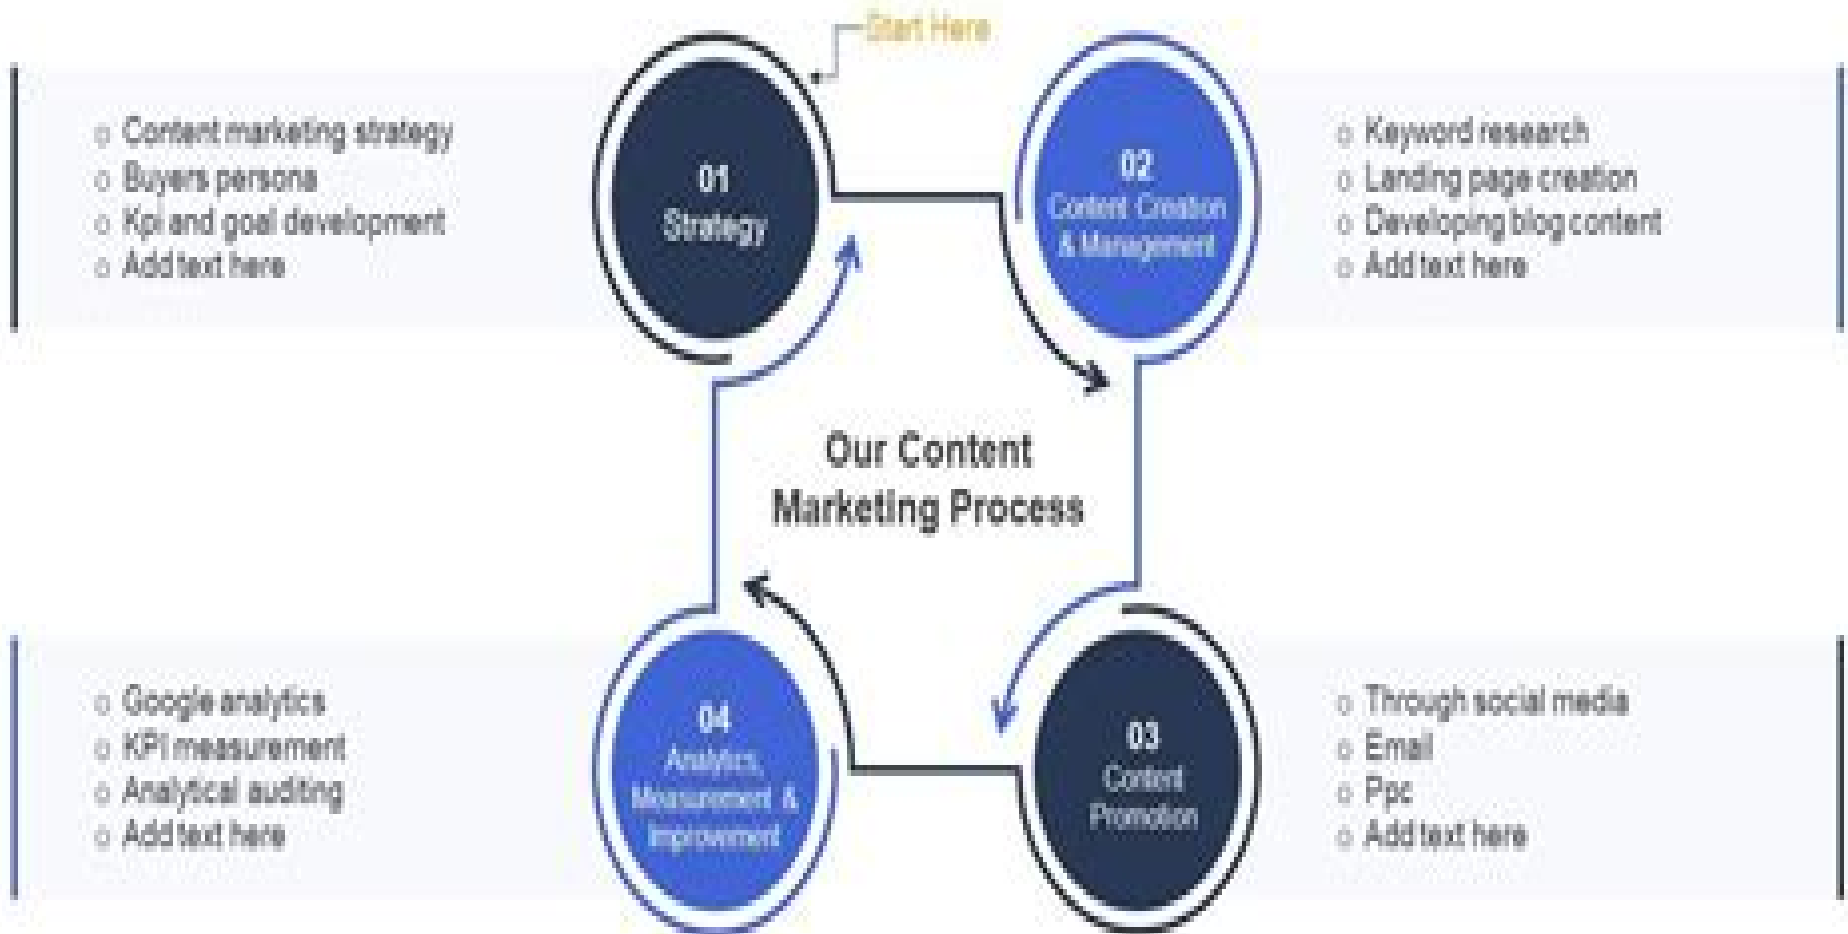 Start Here
Content marketing strategy
Buyers persona
Kpi and goal development
Add text here
01
Strategy
02
Content Creation
& Management
Keyword research
Landing page creation
Developing blog content
Add text here
Our Content
Marketing Process
Google analytics
KPI measurement
Analytical auditing
Add text here
04
Analytics,
Measurement &
Improvement
03
Content
Promotion
Through social media
Email
Ppc
Add text here